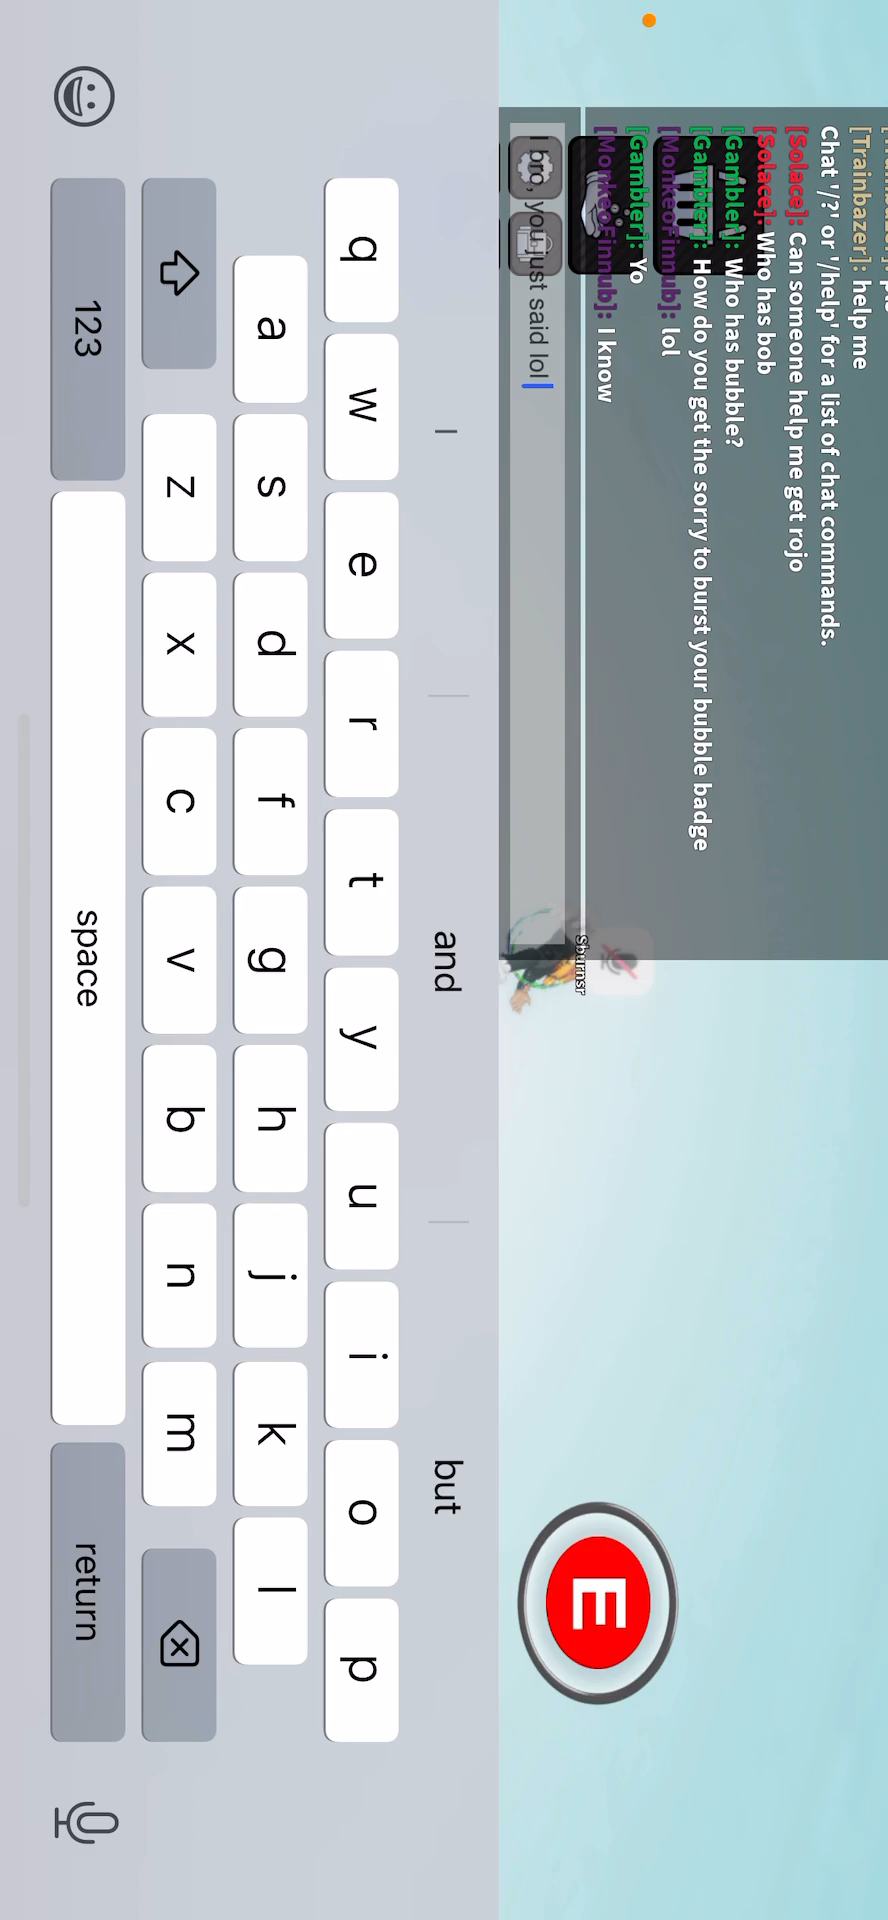 [Trainbazer]: help me
Chat '/?' or '/help' for a list of chat commands.
[Solace]: Can someone help me get rojo
[Solace]: Who has bob
[Gambler]: Who has bubble?
[Gambler]: How do you get the sorry to burst your bubble badge
[MonkeoFinnub]: lol
[Gambler]: Yo
[MonkeoFinnub]: I know
I bro, you just said lol
Sburnsr
E
I and but
q w e r t y u i o p
a s d f g h j k l
z x c v b n m
123 space return